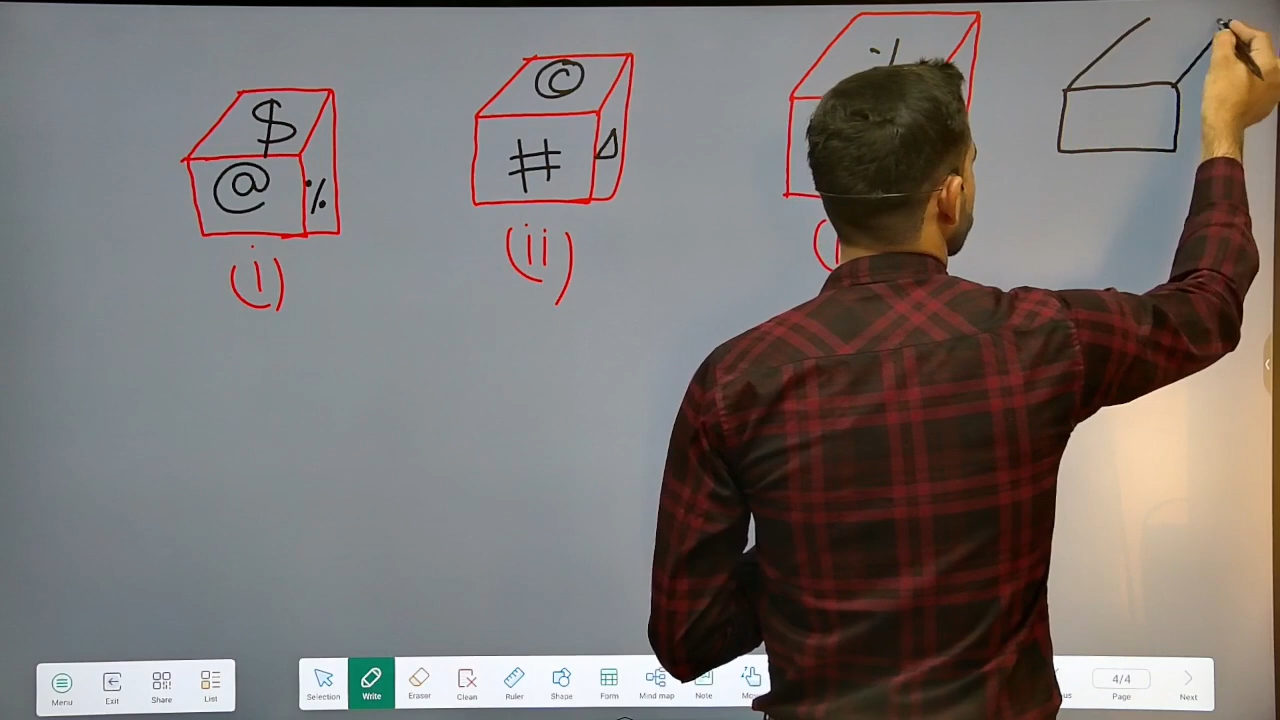 $
@ %
(i)
©
# Δ
(ii)
%
Menu
Exit
Share
List
Selection
Write
Eraser
Clean
Ruler
Shape
Form
Mind map
Note
4/4
Page
Next